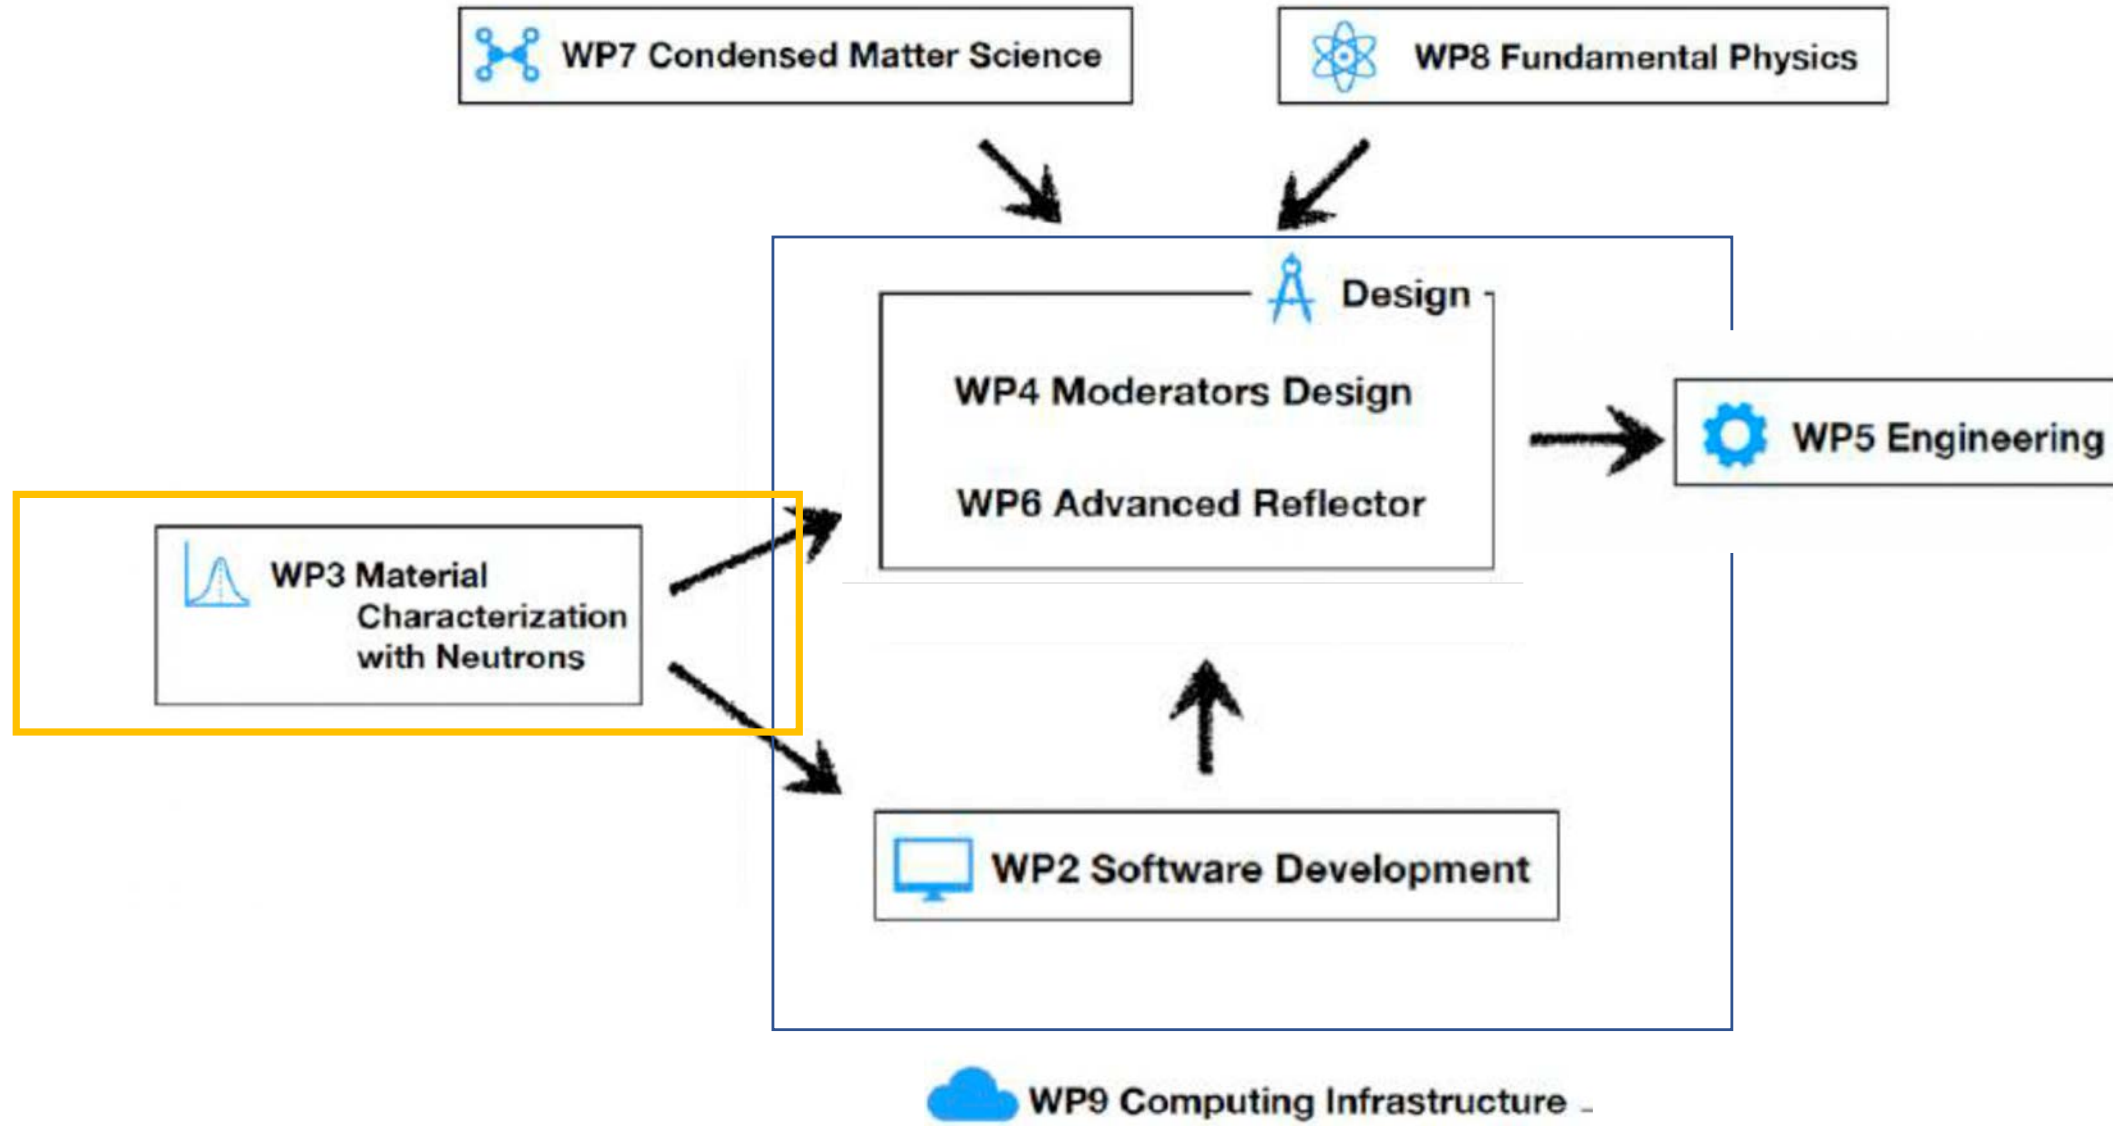 WP7 Condensed Matter Science
WP8 Fundamental Physics
Design
WP4 Moderators Design
WP6 Advanced Reflector
WP5 Engineering
WP3 Material
Characterization
with Neutrons
WP2 Software Development
WP9 Computing Infrastructure